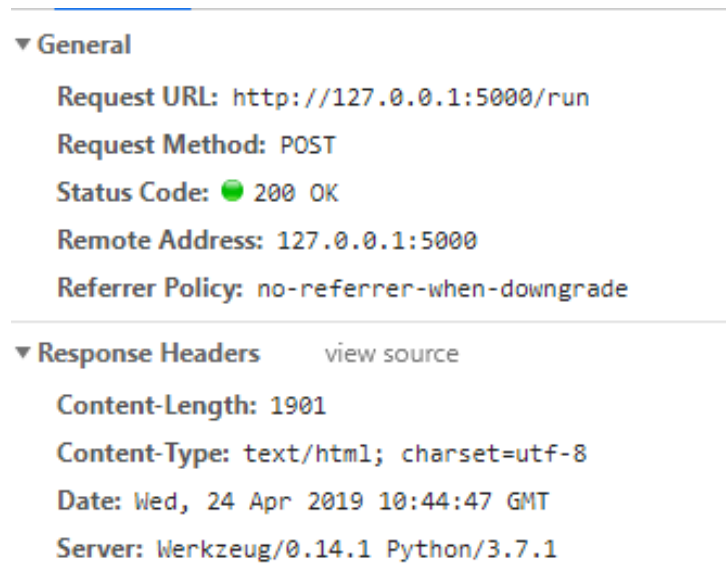 General
Request URL: http://127.0.0.1:5000/run
Request Method: POST
Status Code: 200 OK
Remote Address: 127.0.0.1:5000
Referrer Policy: no-referrer-when-downgrade
Response Headers view source
Content-Length: 1901
Content-Type: text/html; charset=utf-8
Date: Wed, 24 Apr 2019 10:44:47 GMT
Server: Werkzeug/0.14.1 Python/3.7.1